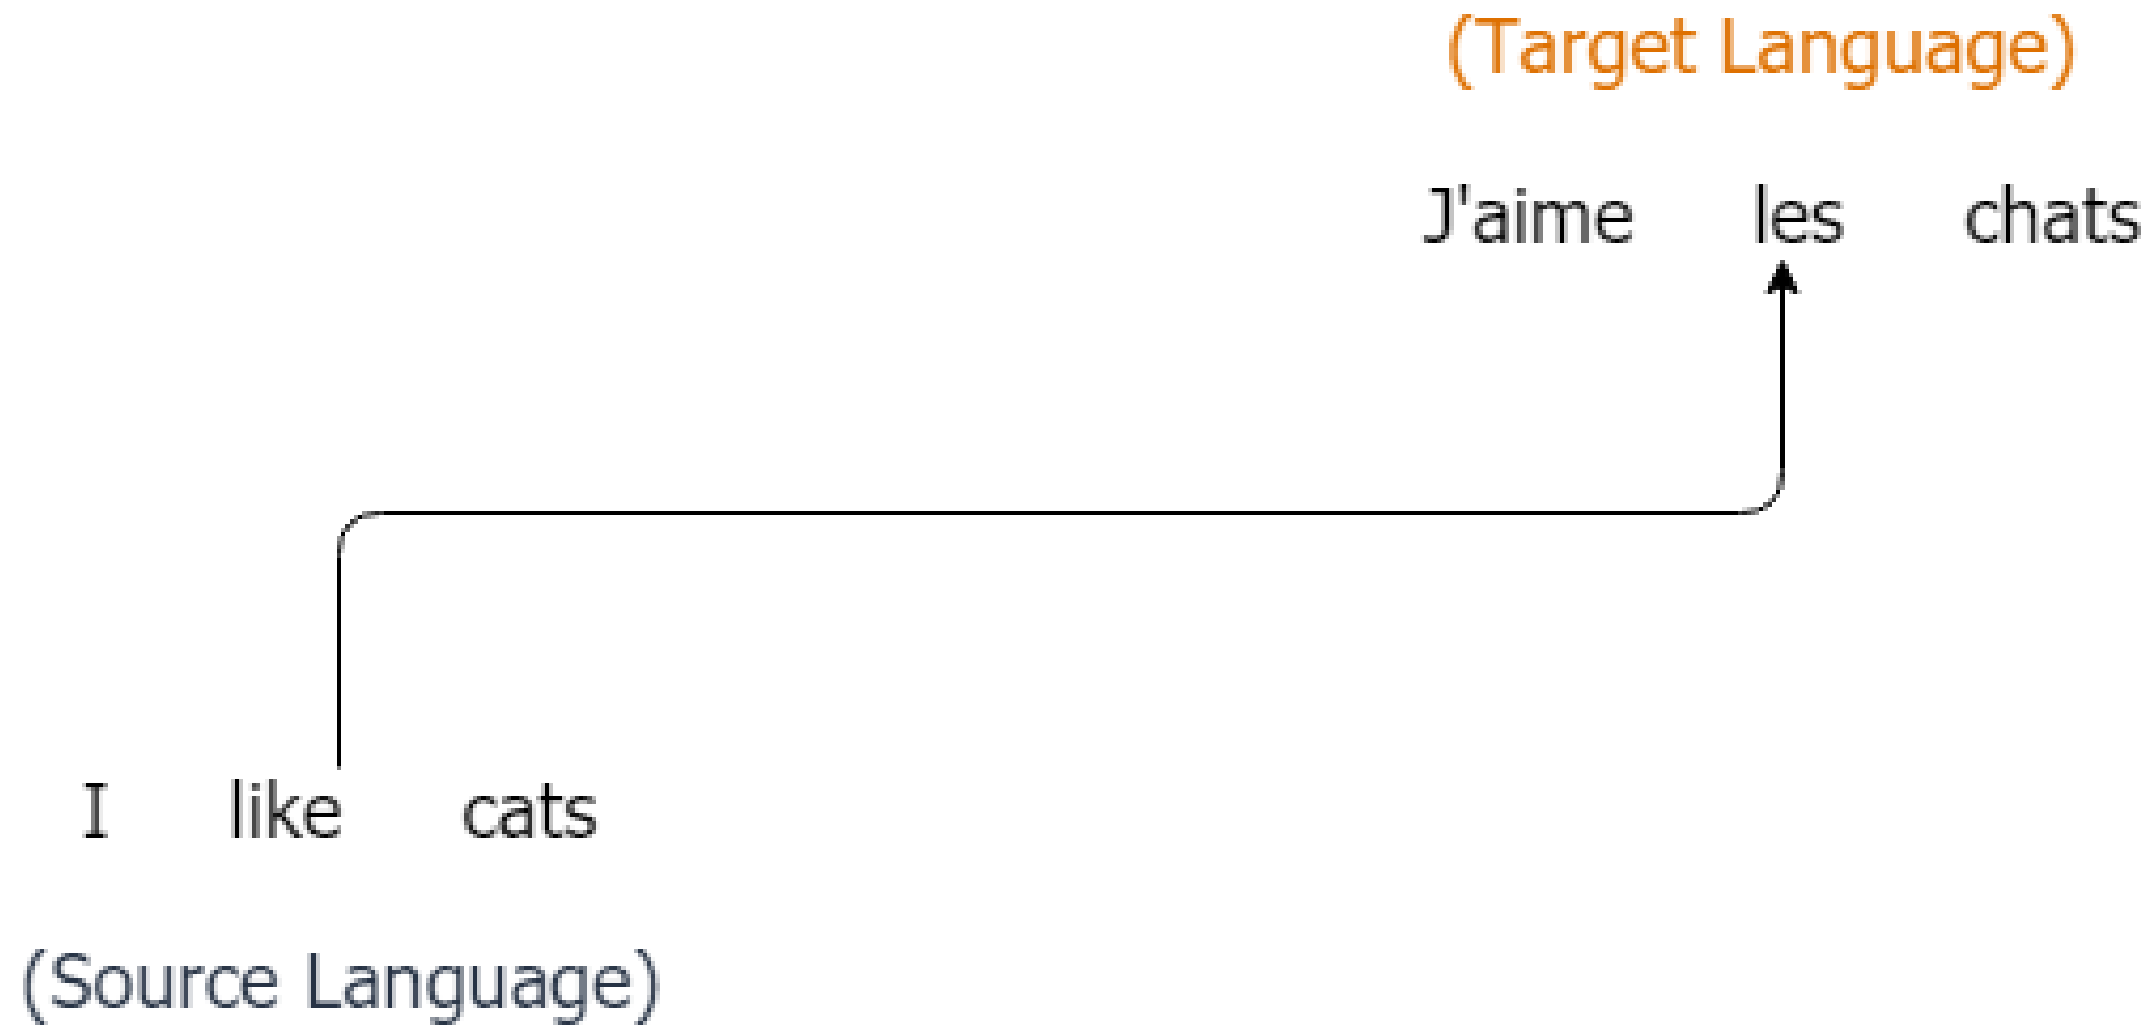 (Target Language)
J'aime les chats
I like cats
(Source Language)